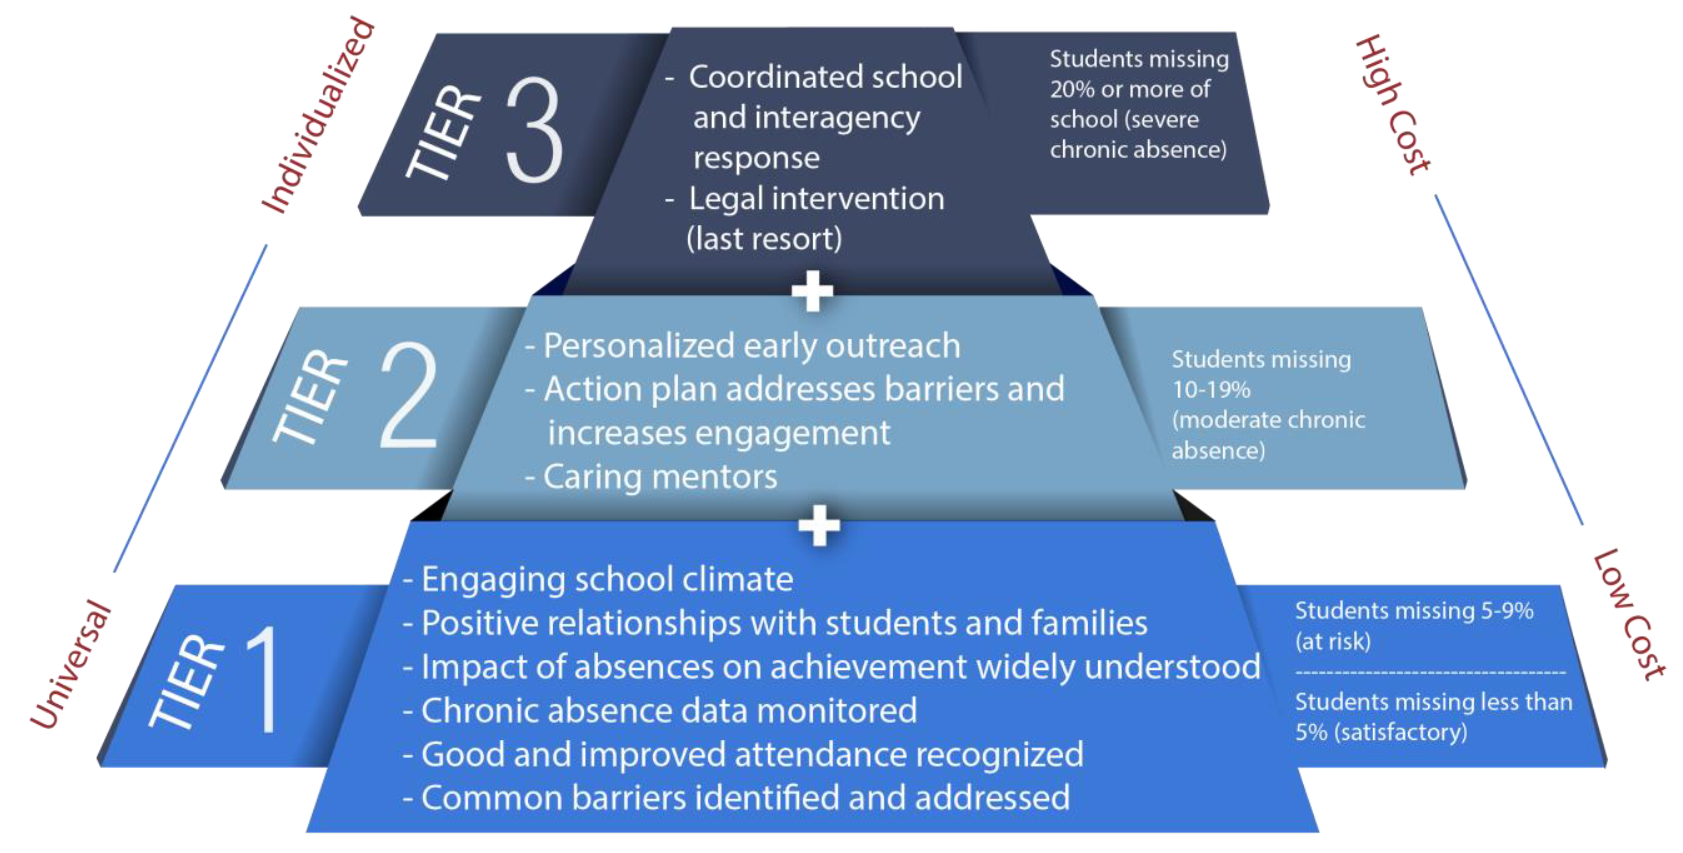 Individualized
High Cost
TIER 3
- Coordinated school
and interagency
response
- Legal intervention
(last resort)
Students missing
20% or more of
school (severe
chronic absence)
+
TIER 2
- Personalized early outreach
- Action plan addresses barriers and
increases engagement
- Caring mentors
Students missing
10-19%
(moderate chronic
absence)
+
Universal
Low Cost
TIER 1
- Engaging school climate
- Positive relationships with students and families
- Impact of absences on achievement widely understood
- Chronic absence data monitored
- Good and improved attendance recognized
- Common barriers identified and addressed
Students missing 5-9%
(at risk)
-----------------------------------
Students missing less than
5% (satisfactory)